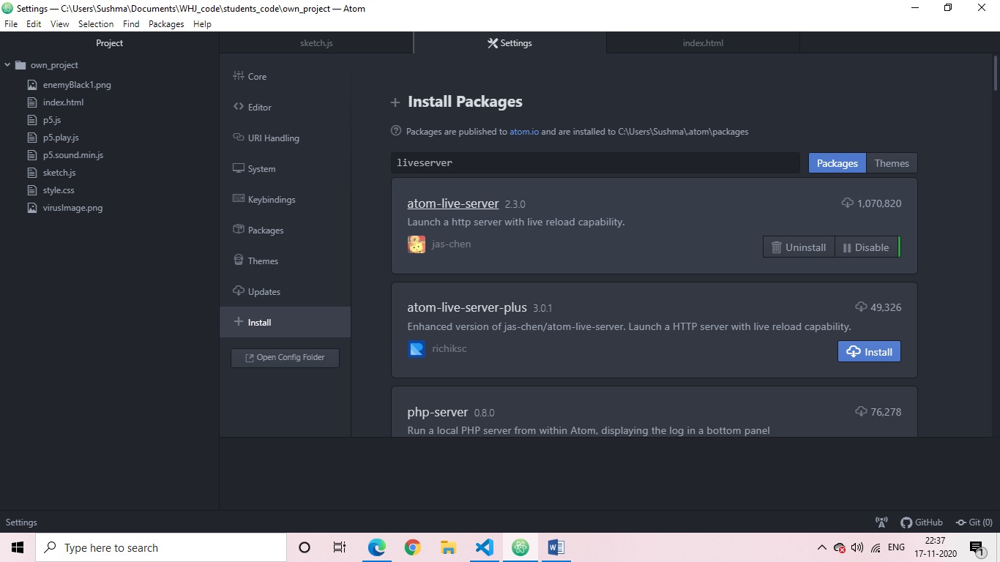 Settings — C:\Users\Sushma\Documents\WHJ_code\students_code\own_project — Atom
File Edit View Selection Find Packages Help
Project
sketch.js
Settings
index.html
own_project
enemyBlack1.png
index.html
p5.js
p5.play.js
p5.sound.min.js
sketch.js
style.css
virusImage.png
Core
Editor
URI Handling
System
Keybindings
Packages
Themes
Updates
Install
Open Config Folder
Install Packages
Packages are published to atom.io and are installed to C:\Users\Sushma\.atom\packages
liveserver
Packages Themes
atom-live-server 2.3.0 1,070,820
Launch a http server with live reload capability.
jas-chen
Uninstall Disable
atom-live-server-plus 3.0.1 49,326
Enhanced version of jas-chen/atom-live-server. Launch a HTTP server with live reload capability.
richiksc
Install
php-server 0.8.0 76,278
Run a local PHP server from within Atom, displaying the log in a bottom panel
Settings
GitHub Git (0)
Type here to search
ENG
22:37
17-11-2020
1